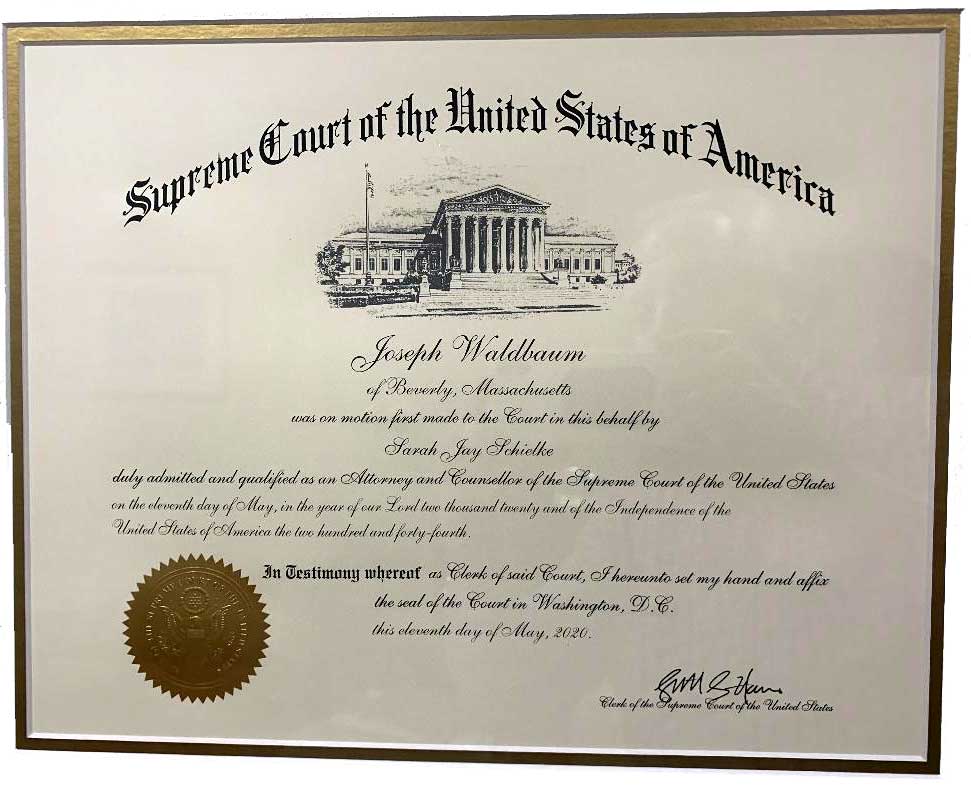 Supreme Court of the United States of America
Joseph Waldbaum
of Beverly, Massachusetts
was on motion first made to the Court in this behalf by
Sarah Jay Schielke
duly admitted and qualified as an Attorney and Counsellor of the Supreme Court of the United States
on the eleventh day of May, in the year of our Lord two thousand twenty and of the Independence of the
United States of America the two hundred and forty-fourth.
In Testimony whereof as Clerk of said Court, I hereunto set my hand and affix
the seal of the Court in Washington, D.C.
this eleventh day of May, 2020.
Clerk of the Supreme Court of the United States